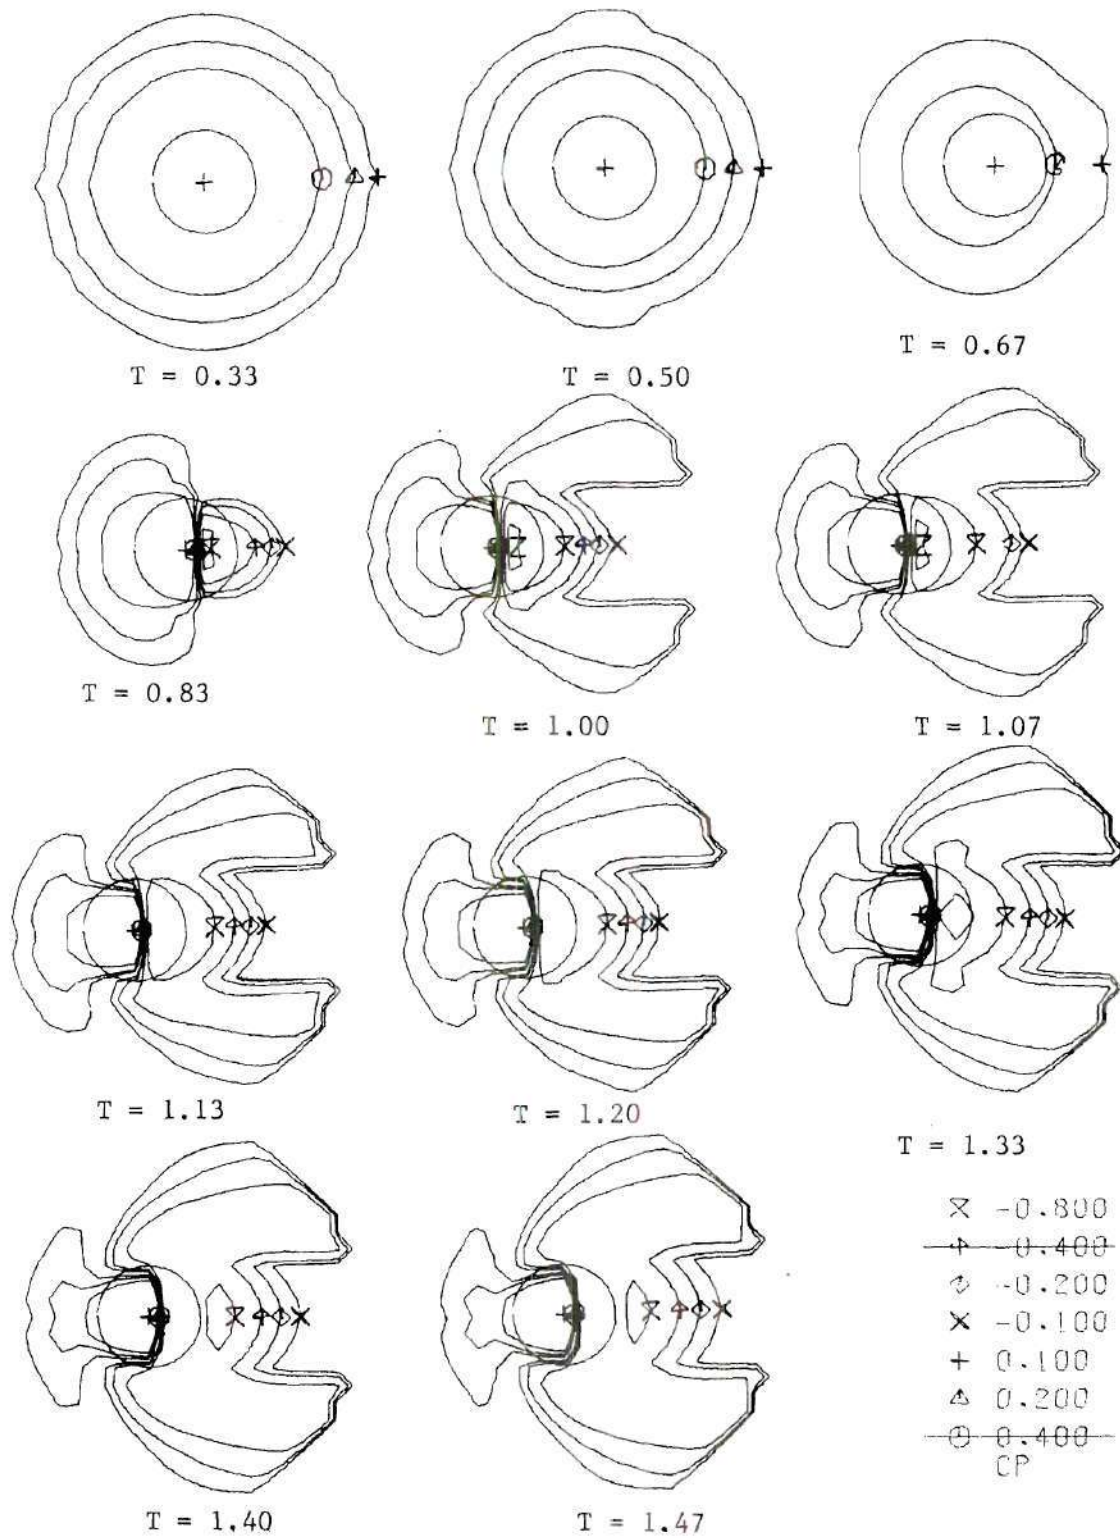 T = 0.33
T = 0.50
T = 0.67
T = 0.83
T = 1.00
T = 1.07
T = 1.13
T = 1.20
T = 1.33
T = 1.40
T = 1.47
-0.800
-0.400
-0.200
-0.100
0.100
0.200
0.400
CP